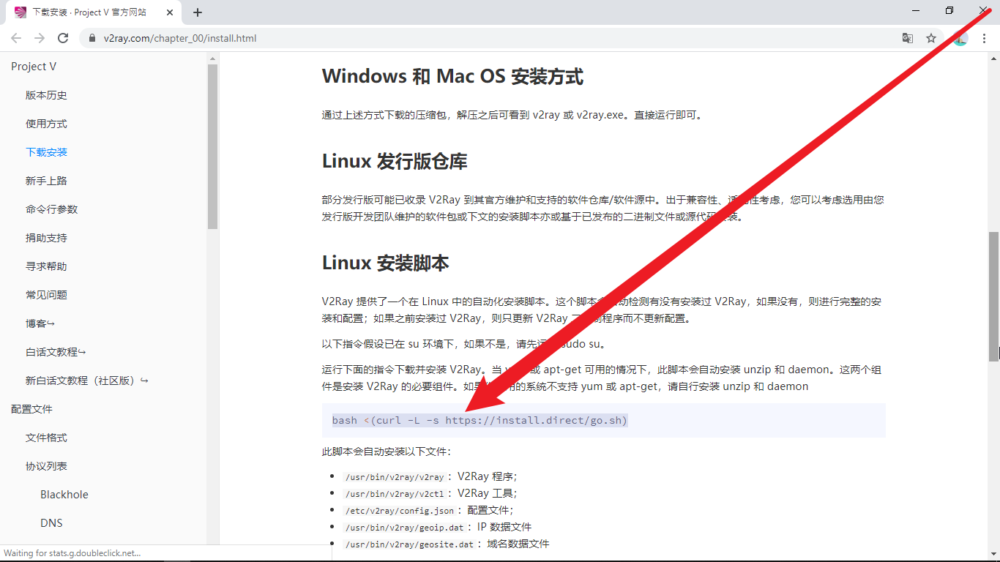 下载安装 · Project V 官方网站
v2ray.com/chapter_00/install.html
Project V
版本历史
使用方式
下载安装
新手上路
命令行参数
捐助支持
寻求帮助
常见问题
博客↪
白话文教程↪
新白话文教程（社区版）↪
配置文件
文件格式
协议列表
Blackhole
DNS
Waiting for stats.g.doubleclick.net...
Windows 和 Mac OS 安装方式
通过上述方式下载的压缩包，解压之后可看到 v2ray 或 v2ray.exe。直接运行即可。
Linux 发行版仓库
部分发行版可能已收录 V2Ray 到其官方维护和支持的软件仓库/软件源中。出于兼容性、适配性考虑，您可以考虑选用由您
发行版开发团队维护的软件包或下文的安装脚本亦或基于已发布的二进制文件或源代码安装。
Linux 安装脚本
V2Ray 提供了一个在 Linux 中的自动化安装脚本。这个脚本会自动检测有没有安装过 V2Ray，如果没有，则进行完整的安
装和配置；如果之前安装过 V2Ray，则只更新 V2Ray 二进制程序而不更新配置。
以下指令假设已在 su 环境下，如果不是，请先运行 sudo su。
运行下面的指令下载并安装 V2Ray。当 yum 或 apt-get 可用的情况下，此脚本会自动安装 unzip 和 daemon。这两个组
件是安装 V2Ray 的必要组件。如果你使用的系统不支持 yum 或 apt-get，请自行安装 unzip 和 daemon
bash <(curl -L -s https://install.direct/go.sh)
此脚本会自动安装以下文件：
/usr/bin/v2ray/v2ray：V2Ray 程序；
/usr/bin/v2ray/v2ctl：V2Ray 工具；
/etc/v2ray/config.json：配置文件；
/usr/bin/v2ray/geoip.dat：IP 数据文件
/usr/bin/v2ray/geosite.dat：域名数据文件